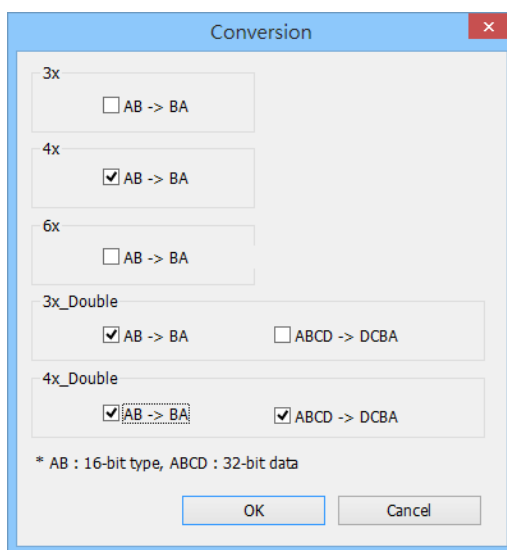 Conversion
3x
AB -> BA
4x
AB -> BA
6x
AB -> BA
3x_Double
AB -> BA ABCD -> DCBA
4x_Double
AB -> BA ABCD -> DCBA
* AB : 16-bit type, ABCD : 32-bit data
OK Cancel